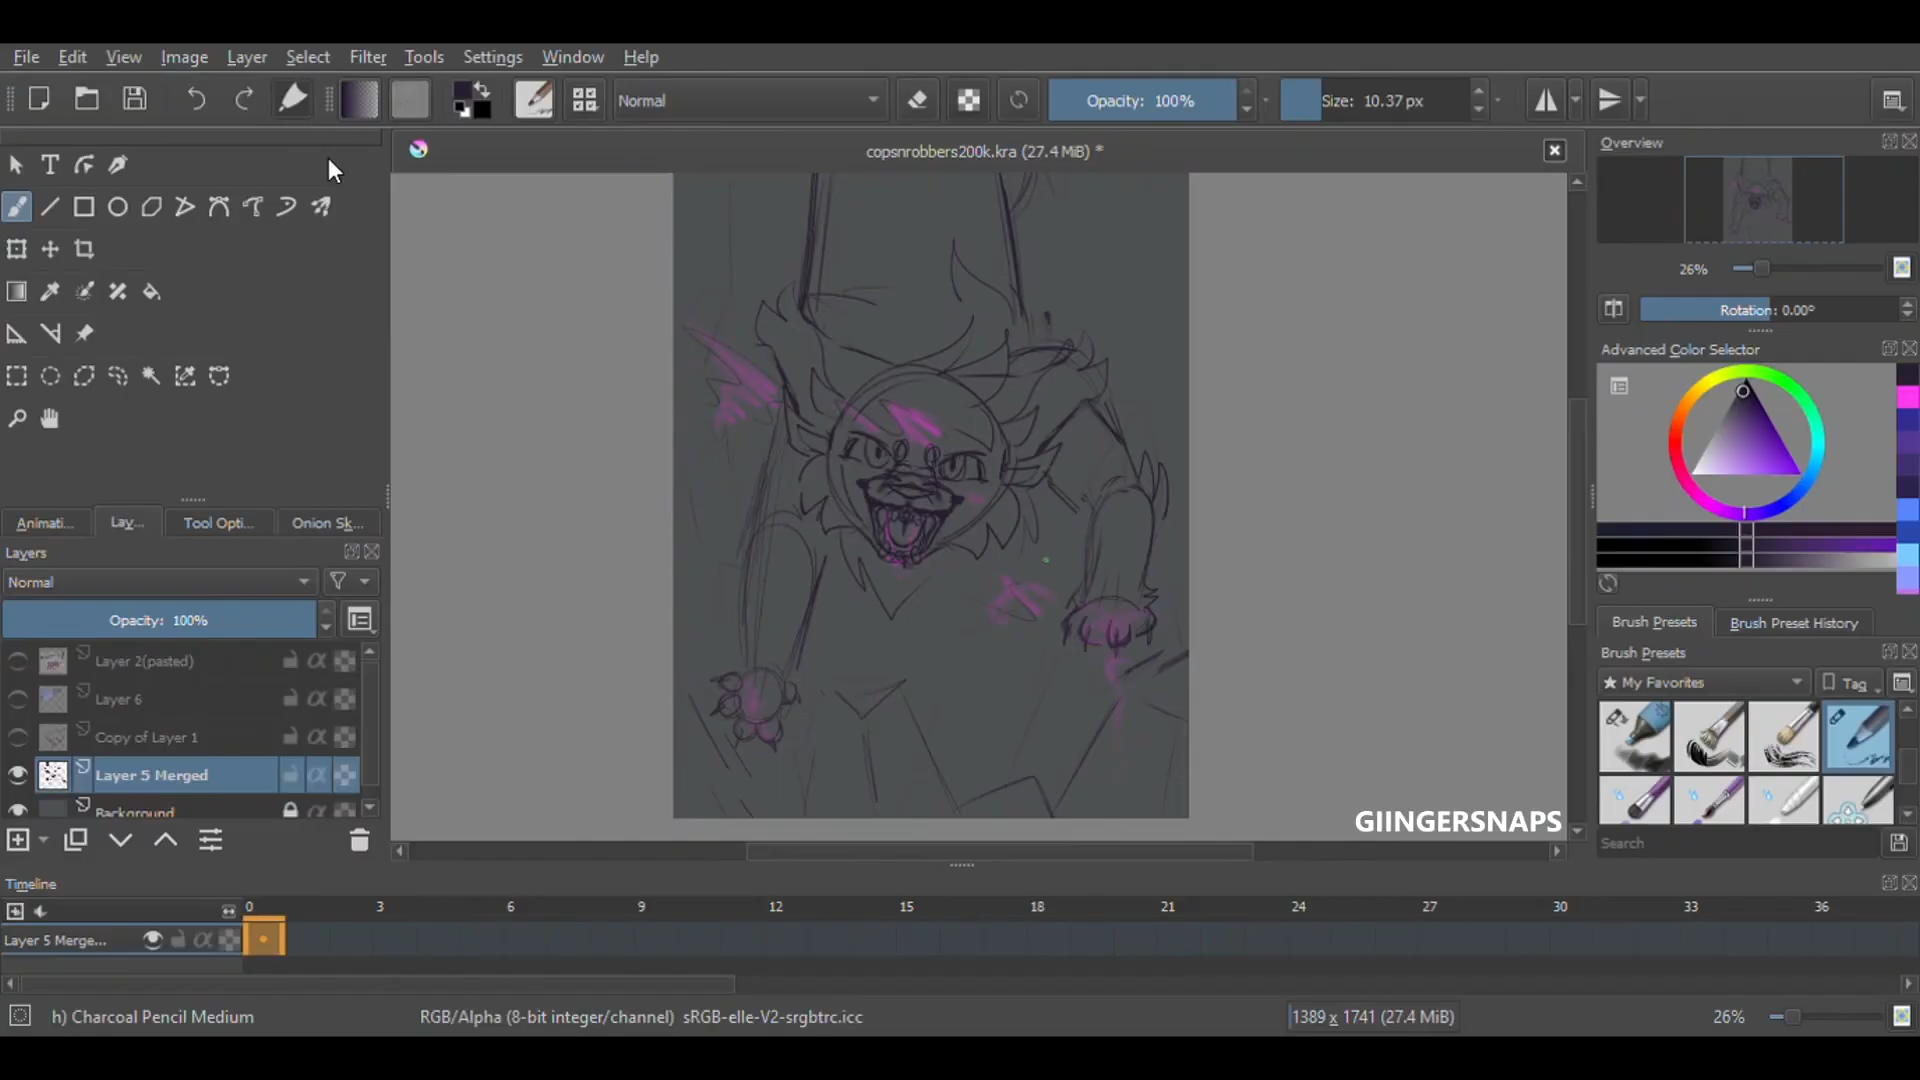 File Edit View Image Layer Select Filter Tools Settings Window Help
Normal Opacity: 100% Size: 10.37 px
copsnrobbers200k.kra (27.4 MiB) *
Overview
26%
Rotation: 0.00°
Advanced Color Selector
Animati... Lay... Tool Opti... Onion Sk...
Layers
Normal
Opacity: 100%
Layer 2(pasted)
Layer 6
Copy of Layer 1
Layer 5 Merged
Background
Brush Presets Brush Preset History
Brush Presets
★ My Favorites Tag
Search
GIINGERSNAPS
Timeline
0 3 6 9 12 15 18 21 24 27 30 33 36
Layer 5 Merge...
h) Charcoal Pencil Medium RGB/Alpha (8-bit integer/channel) sRGB-elle-V2-srgbtrc.icc 1389 x 1741 (27.4 MiB) 26%